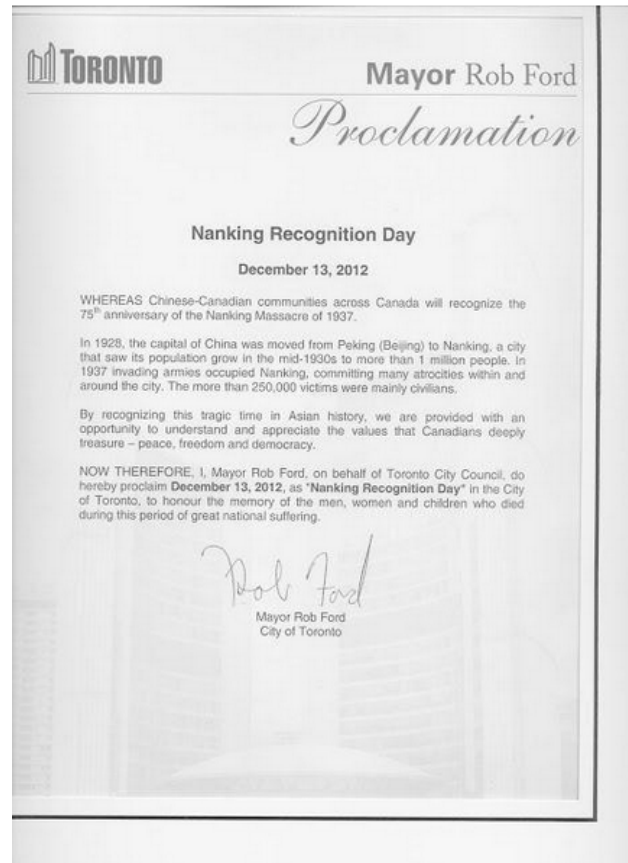 TORONTO
Mayor Rob Ford
Proclamation
Nanking Recognition Day
December 13, 2012
WHEREAS Chinese-Canadian communities across Canada will recognize the
75th anniversary of the Nanking Massacre of 1937.
In 1928, the capital of China was moved from Peking (Beijing) to Nanking, a city
that saw its population grow in the mid-1930s to more than 1 million people. In
1937 invading armies occupied Nanking, committing many atrocities within and
around the city. The more than 250,000 victims were mainly civilians.
By recognizing this tragic time in Asian history, we are provided with an
opportunity to understand and appreciate the values that Canadians deeply
treasure – peace, freedom and democracy.
NOW THEREFORE, I, Mayor Rob Ford, on behalf of Toronto City Council, do
hereby proclaim December 13, 2012, as "Nanking Recognition Day" in the City
of Toronto, to honour the memory of the men, women and children who died
during this period of great national suffering.
Rob Ford
Mayor Rob Ford
City of Toronto